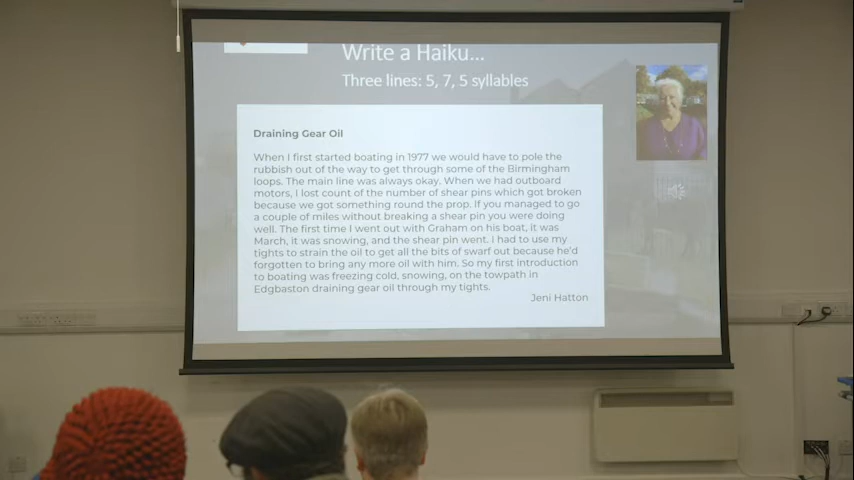 Write a Haiku...
Three lines: 5, 7, 5 syllables
Draining Gear Oil
When I first started boating in 1977 we would have to pole the
rubbish out of the way to get through some of the Birmingham
loops. The main line was always okay. When we had outboard
motors, I lost count of the number of shear pins which got broken
because we got something round the prop. If you managed to go
a couple of miles without breaking a shear pin you were doing
well. The first time I went out with Graham on his boat, it was
March, it was snowing, and the shear pin went. I had to use my
tights to strain the oil to get all the bits of swarf out because he'd
forgotten to bring any more oil with him. So my first introduction
to boating was freezing cold, snowing, on the towpath in
Edgbaston draining gear oil through my tights.
Jeni Hatton